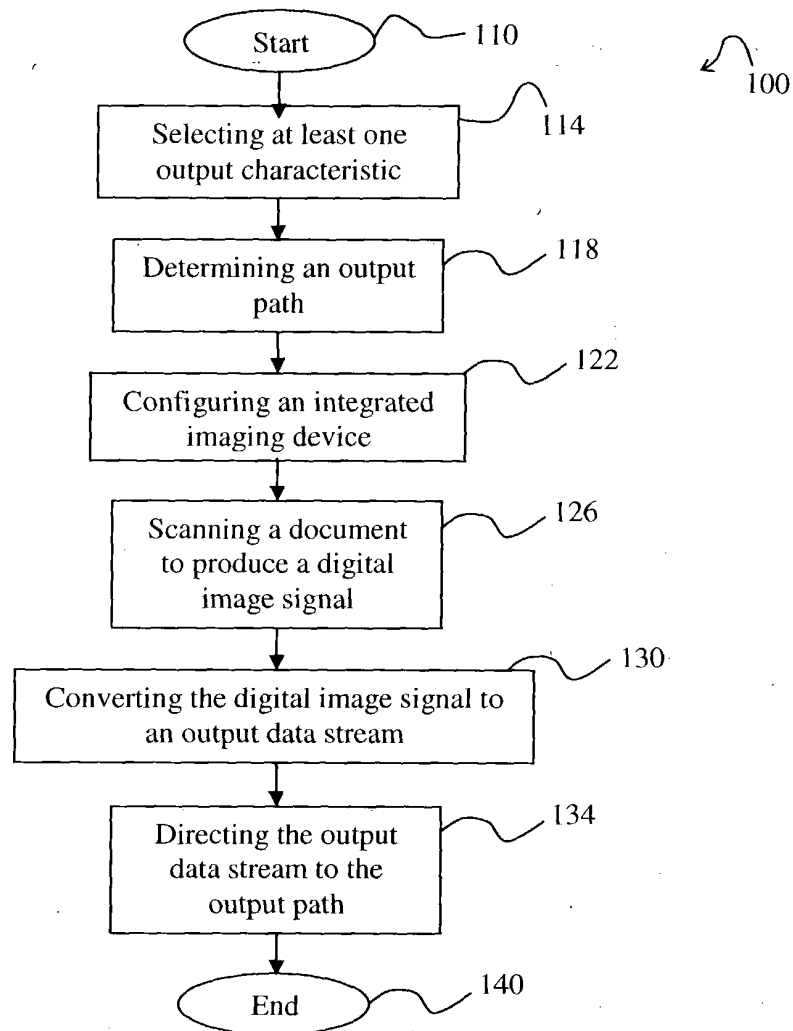 Start
110
100
Selecting at least one
output characteristic
114
Determining an output
path
118
Configuring an integrated
imaging device
122
Scanning a document
to produce a digital
image signal
126
Converting the digital image signal to
an output data stream
130
Directing the output
data stream to the
output path
134
End
140